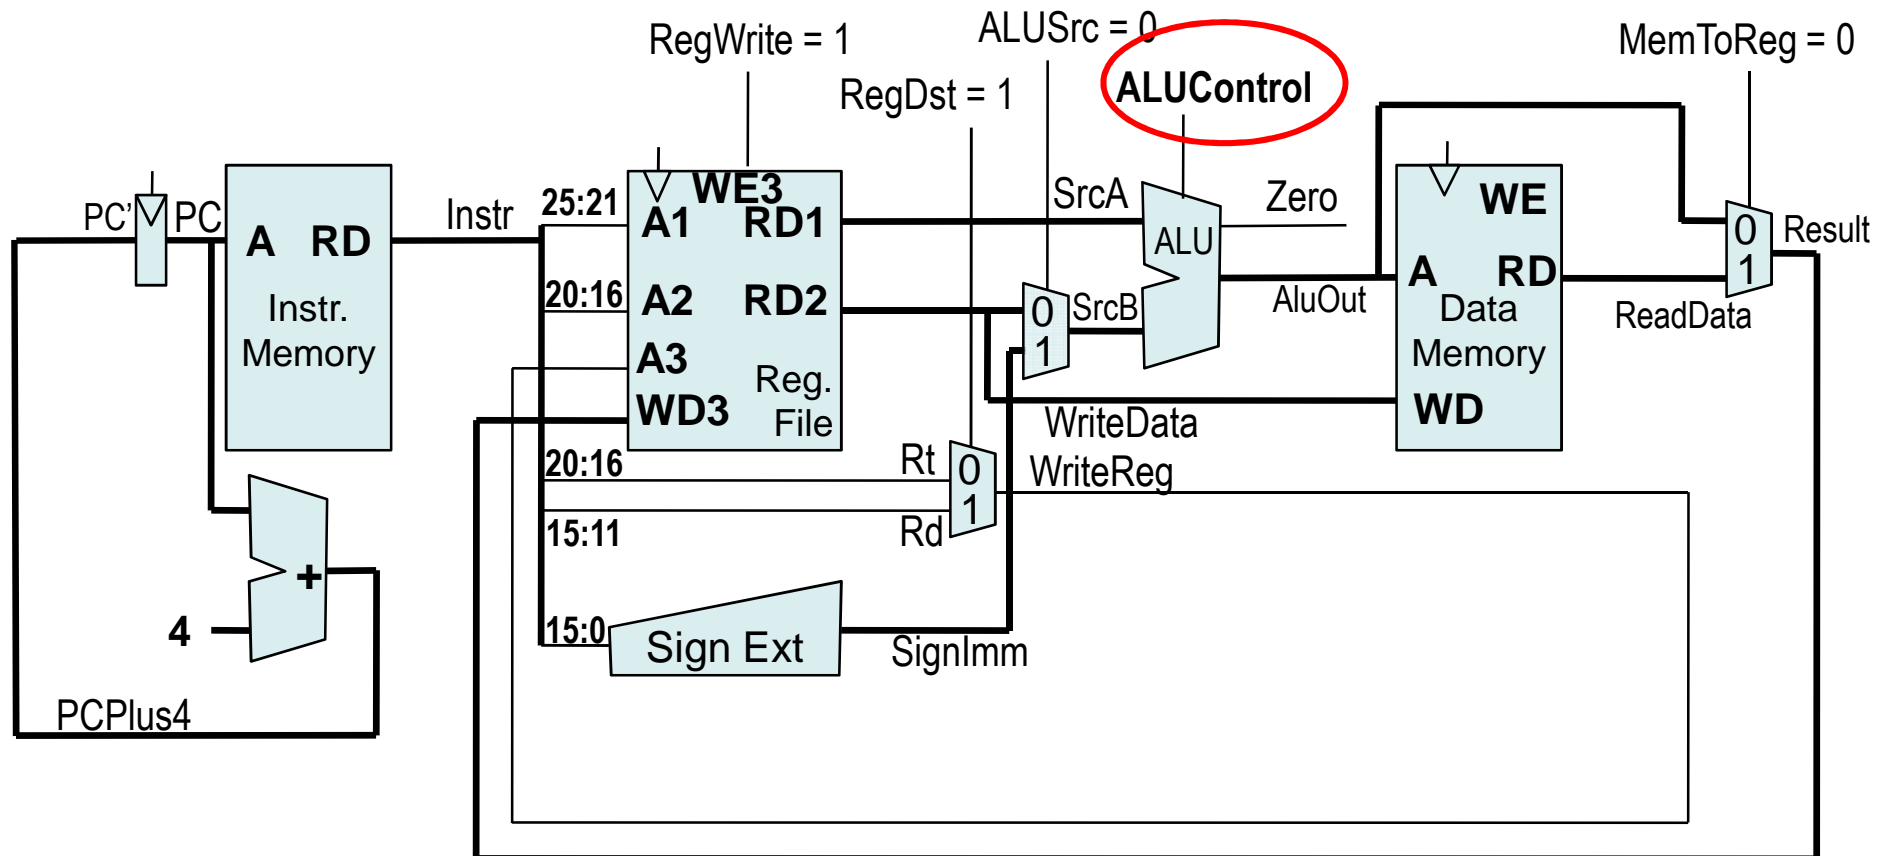 RegWrite = 1
ALUSrc = 0
MemToReg = 0
RegDst = 1
ALUControl
PC'
PC
A
RD
Instr.
Memory
Instr
25:21
20:16
A1
WE3
RD1
A2
RD2
A3
WD3
Reg.
File
SrcA
0
1
SrcB
ALU
Zero
AluOut
WE
A
RD
Data
Memory
WD
0
1
Result
ReadData
WriteData
WriteReg
20:16
15:11
Rt
Rd
0
1
+
4
15:0
Sign Ext
SignImm
PCPlus4